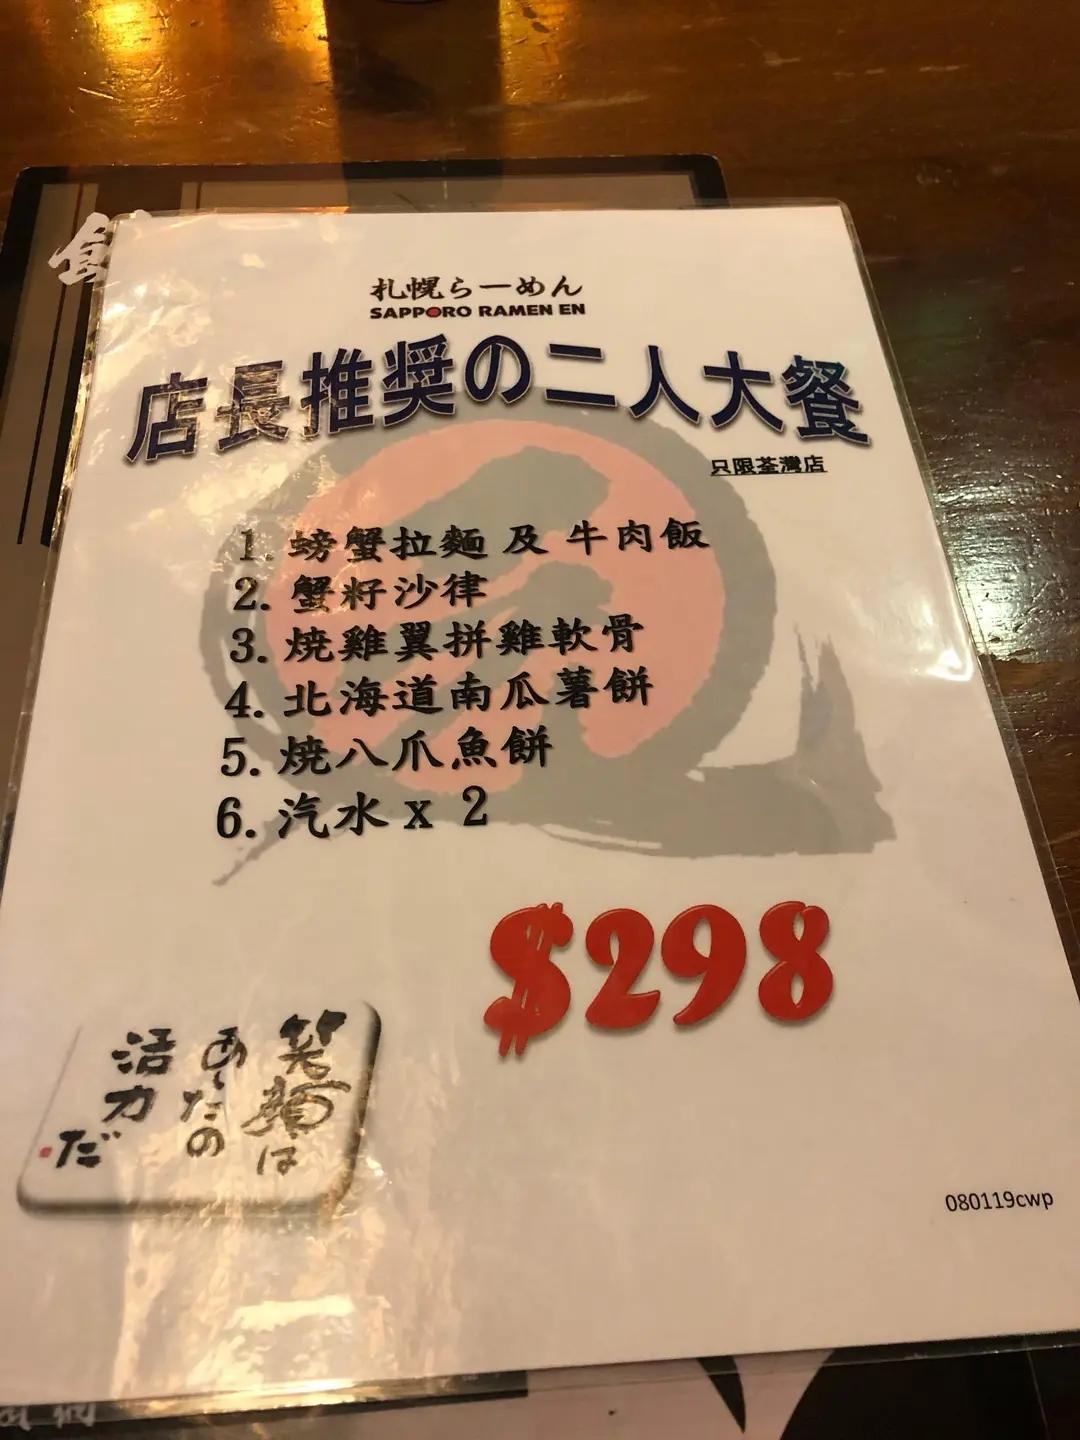 札幌らーめん
SAPPORO RAMEN EN
店長推奨の二人大餐
只限荃灣店
1. 螃蟹拉麵 及 牛肉飯
2. 蟹籽沙律
3. 焼雞翼拼雞軟骨
4. 北海道南瓜薯餅
5. 焼八爪魚餅
6. 汽水 x 2
$298
笑顔は
あしたの
活力だ
080119cwp